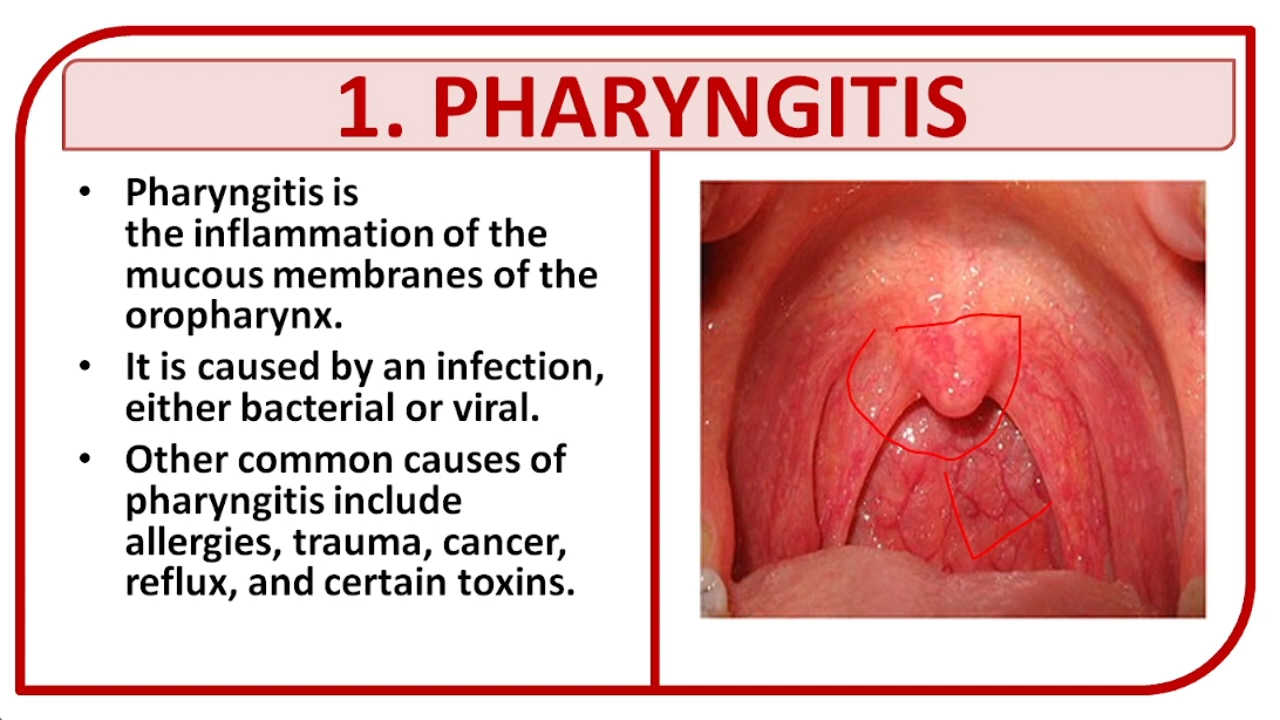 1. PHARYNGITIS
• Pharyngitis is
the inflammation of the
mucous membranes of the
oropharynx.
• It is caused by an infection,
either bacterial or viral.
• Other common causes of
pharyngitis include
allergies, trauma, cancer,
reflux, and certain toxins.